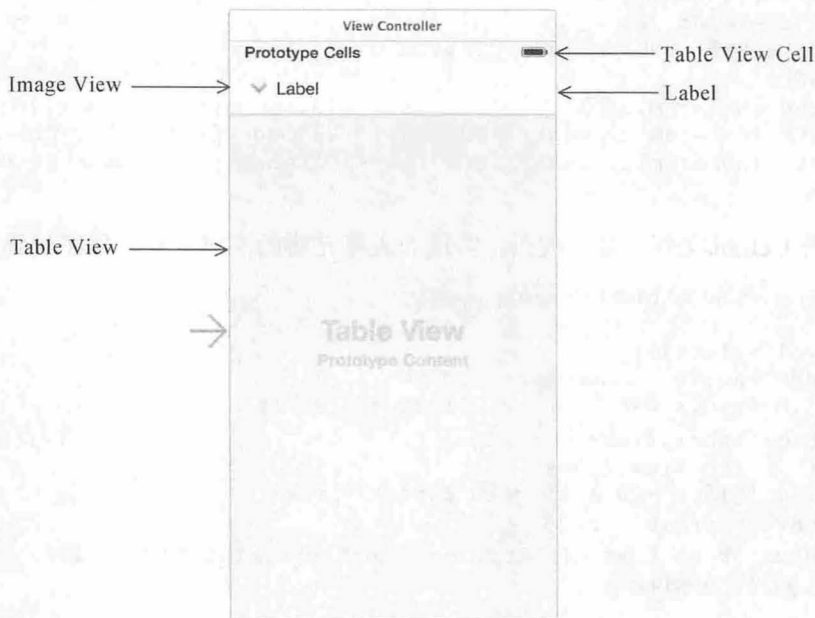 View Controller
Prototype Cells
Table View Cell
Image View
Label
Label
Table View
Table View
Prototype Content